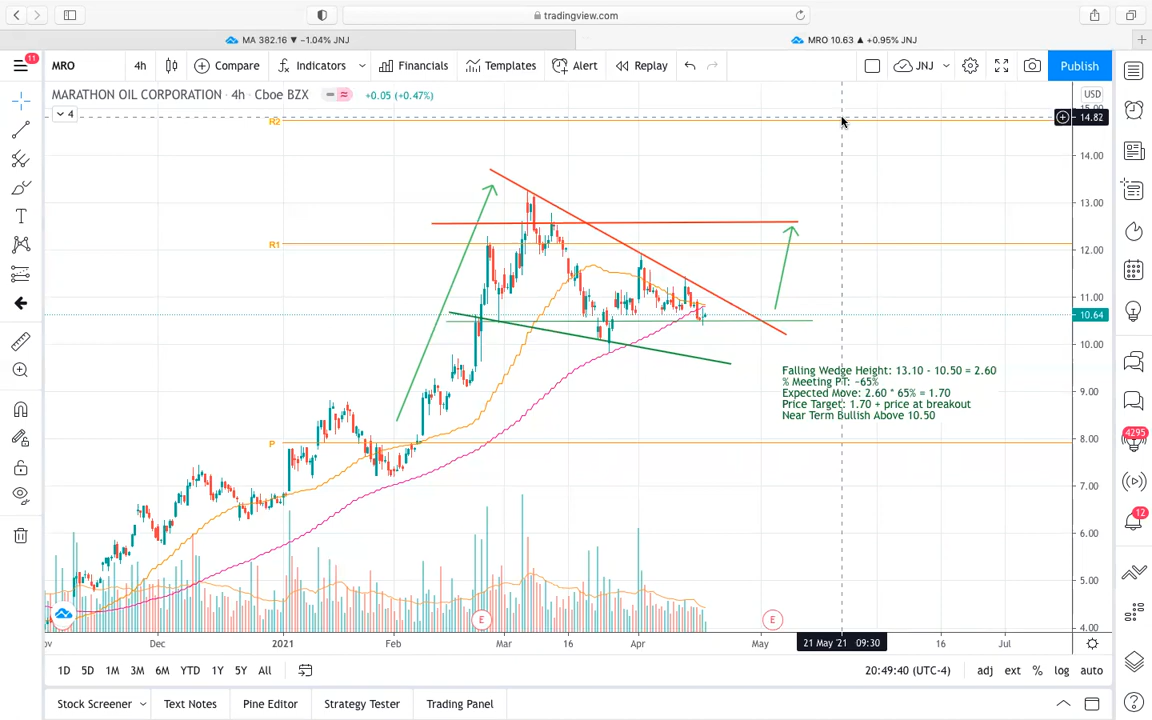 tradingview.com
MA 382.16 ▼ −1.04% JNJ
MRO 10.63 ▲ +0.95% JNJ
11
MRO
4h
Compare
Indicators
Financials
Templates
Alert
Replay
JNJ
Publish
MARATHON OIL CORPORATION · 4h · Cboe BZX
+0.05 (+0.47%)
USD
4
R2
R1
P
15.00
14.82
14.00
13.00
12.00
11.00
10.64
10.00
9.00
8.00
7.00
6.00
5.00
4.00
Falling Wedge Height: 13.10 - 10.50 = 2.60
% Meeting PT: ~65%
Expected Move: 2.60 * 65% = 1.70
Price Target: 1.70 + price at breakout
Near Term Bullish Above 10.50
4295
12
E
E
Dec
2021
Feb
Mar
16
Apr
May
21 May '21 09:30
16
Jul
1D
5D
1M
3M
6M
YTD
1Y
5Y
All
20:49:40 (UTC-4)
adj
ext
%
log
auto
Stock Screener
Text Notes
Pine Editor
Strategy Tester
Trading Panel